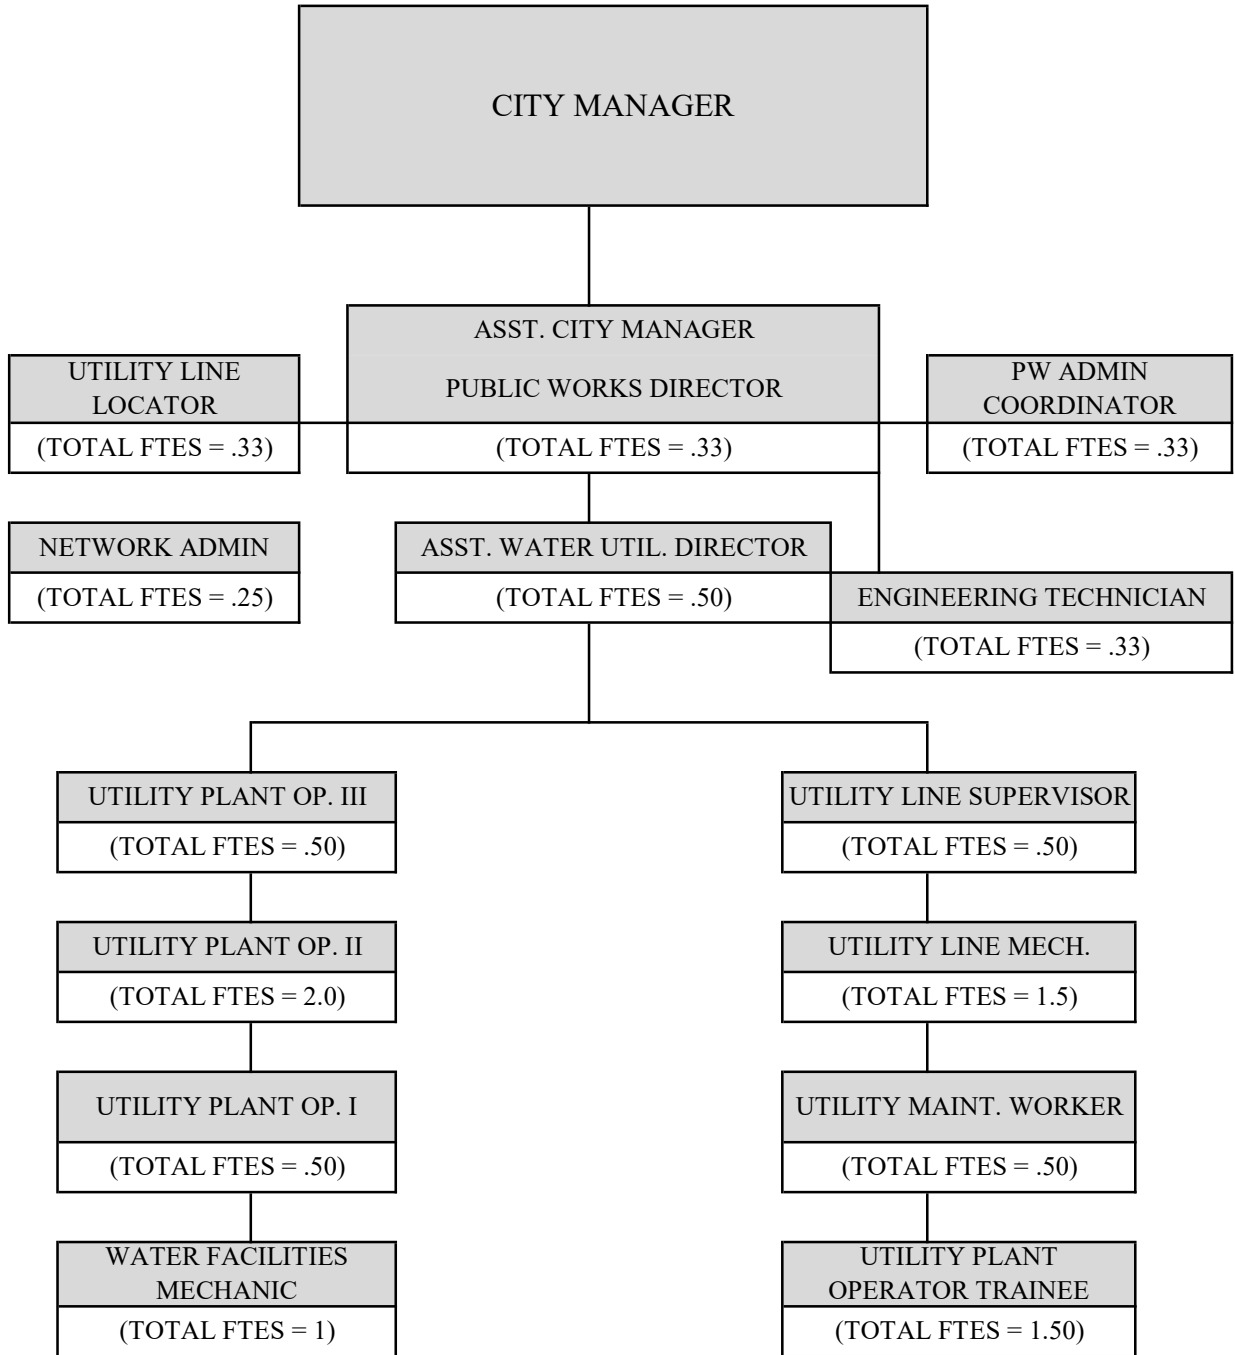 CITY MANAGER
ASST. CITY MANAGER
PUBLIC WORKS DIRECTOR
(TOTAL FTES = .33)
UTILITY LINE
LOCATOR
(TOTAL FTES = .33)
PW ADMIN
COORDINATOR
(TOTAL FTES = .33)
NETWORK ADMIN
(TOTAL FTES = .25)
ASST. WATER UTIL. DIRECTOR
(TOTAL FTES = .50)
ENGINEERING TECHNICIAN
(TOTAL FTES = .33)
UTILITY PLANT OP. III
(TOTAL FTES = .50)
UTILITY PLANT OP. II
(TOTAL FTES = 2.0)
UTILITY PLANT OP. I
(TOTAL FTES = .50)
WATER FACILITIES
MECHANIC
(TOTAL FTES = 1)
UTILITY LINE SUPERVISOR
(TOTAL FTES = .50)
UTILITY LINE MECH.
(TOTAL FTES = 1.5)
UTILITY MAINT. WORKER
(TOTAL FTES = .50)
UTILITY PLANT
OPERATOR TRAINEE
(TOTAL FTES = 1.50)